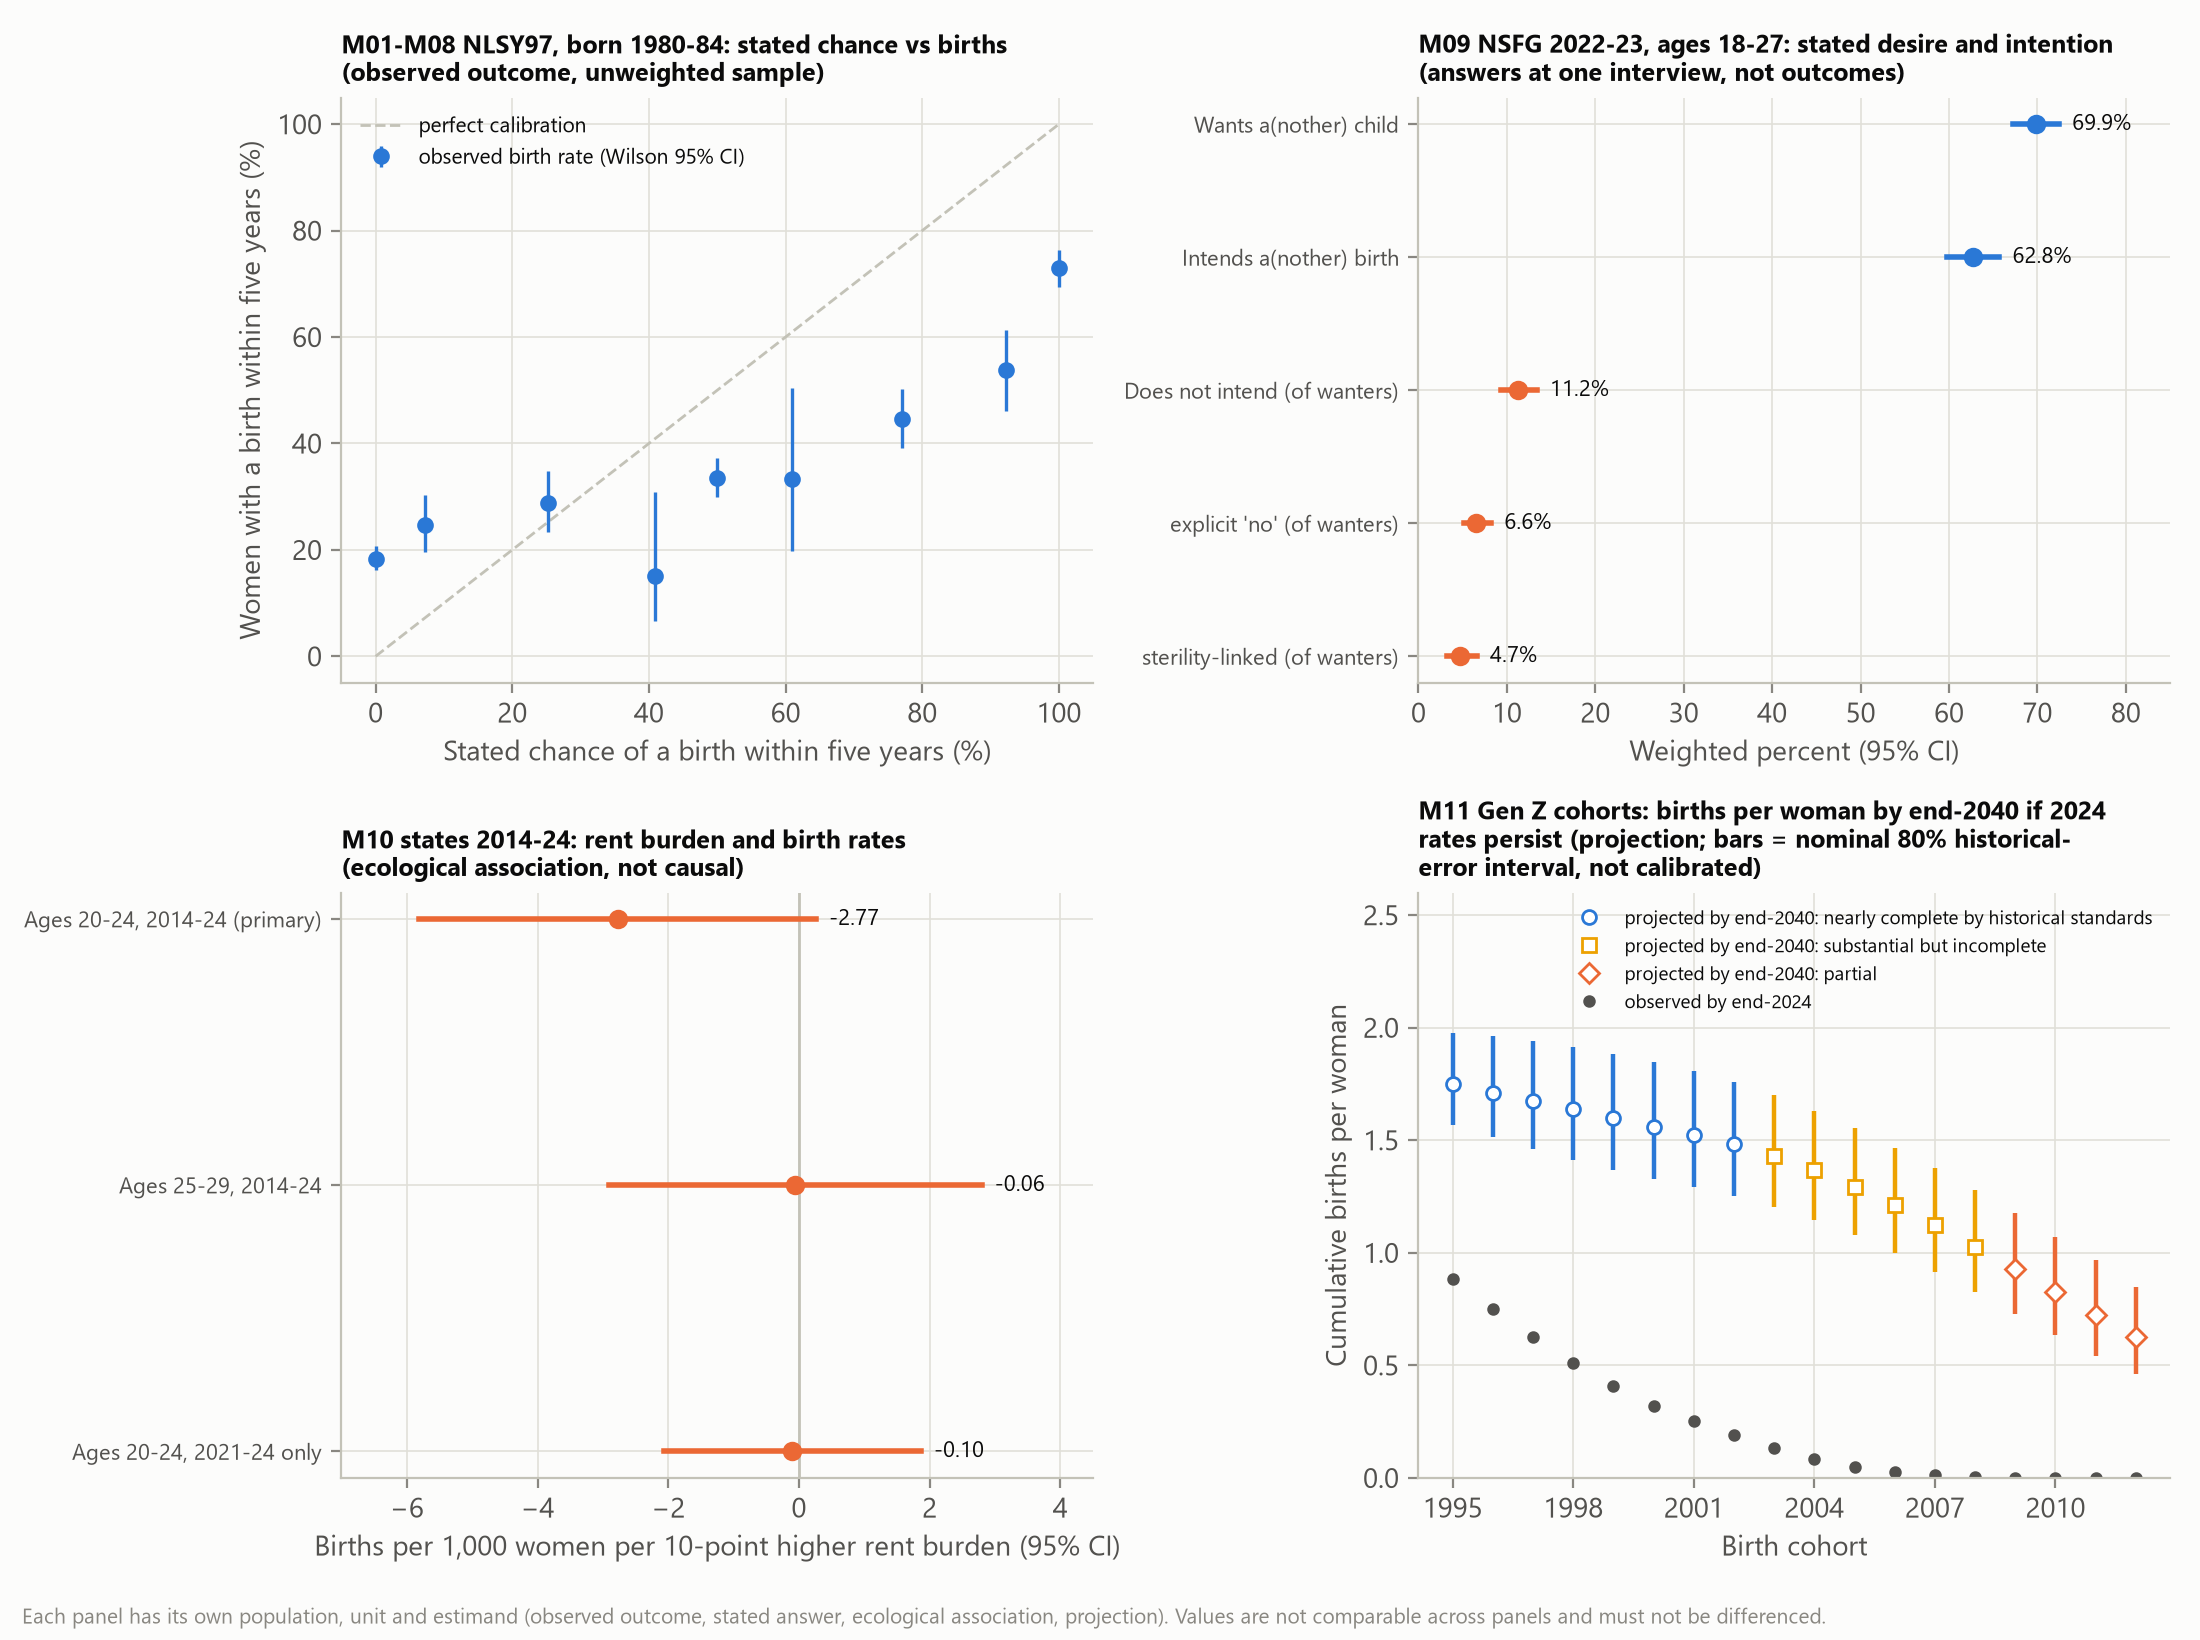 M01-M08 NLSY97, born 1980-84: stated chance vs births
(observed outcome, unweighted sample)
perfect calibration
observed birth rate (Wilson 95% CI)
Women with a birth within five years (%)
100
80
60
40
20
0
0 20 40 60 80 100
Stated chance of a birth within five years (%)
M09 NSFG 2022-23, ages 18-27: stated desire and intention
(answers at one interview, not outcomes)
Wants a(nother) child 69.9%
Intends a(nother) birth 62.8%
Does not intend (of wanters) 11.2%
explicit 'no' (of wanters) 6.6%
sterility-linked (of wanters) 4.7%
0 10 20 30 40 50 60 70 80
Weighted percent (95% CI)
M10 states 2014-24: rent burden and birth rates
(ecological association, not causal)
Ages 20-24, 2014-24 (primary) -2.77
Ages 25-29, 2014-24 -0.06
Ages 20-24, 2021-24 only -0.10
−6 −4 −2 0 2 4
Births per 1,000 women per 10-point higher rent burden (95% CI)
M11 Gen Z cohorts: births per woman by end-2040 if 2024
rates persist (projection; bars = nominal 80% historical-
error interval, not calibrated)
projected by end-2040: nearly complete by historical standards
projected by end-2040: substantial but incomplete
projected by end-2040: partial
observed by end-2024
Cumulative births per woman
2.5
2.0
1.5
1.0
0.5
0.0
1995 1998 2001 2004 2007 2010
Birth cohort
Each panel has its own population, unit and estimand (observed outcome, stated answer, ecological association, projection). Values are not comparable across panels and must not be differenced.